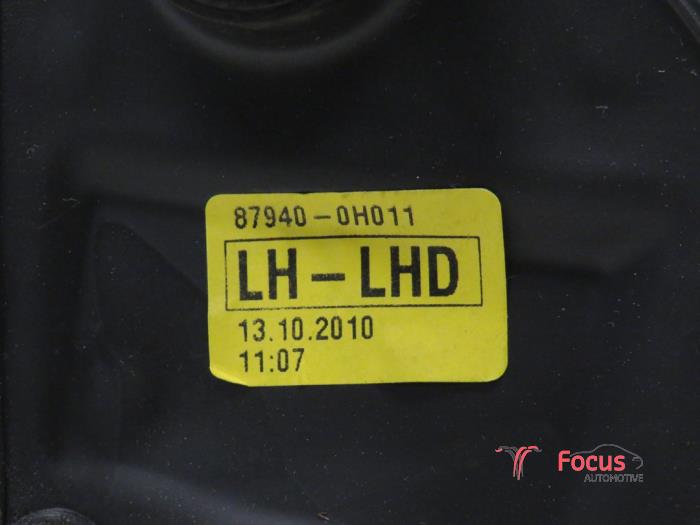 87940-0H011
LH-LHD
13.10.2010
11:07
Focus
AUTOMOTIVE